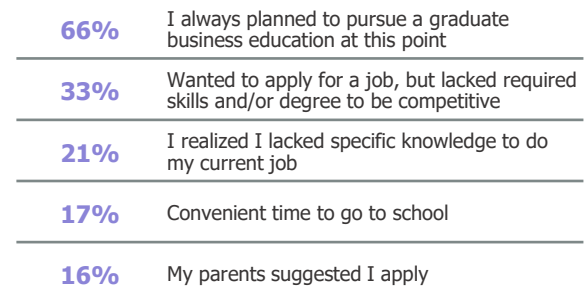 66%
I always planned to pursue a graduate
business education at this point
33%
Wanted to apply for a job, but lacked required
skills and/or degree to be competitive
21%
I realized I lacked specific knowledge to do
my current job
17%
Convenient time to go to school
16%
My parents suggested I apply